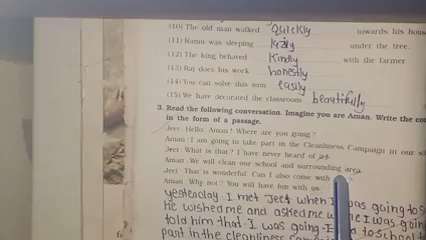 (10) The old man walked Quickly towards his hous
(11) Ramu was sleeping under the tree.
(12) The king behaved Kindly with the farmer
(13) Raj does his work honestly
(14) You can solve this sum easily
(15) We have decorated the classroom beautifully
3. Read the following conversation. Imagine you are Aman. Write the co
in the form of a passage.
Jeet : Hello, Aman ! Where are you going ?
Aman : I am going to take part in the Cleanliness Campaign in our s
Jeet : What is that ? I have never heard of it.
Aman : We will clean our school and surrounding area
Jeet : That is wonderful. Can I also come with
Aman : Why not ? You will have fun with us.
yesterday I met Jeet when I was going to s
He wished me and asked me I was goin
told him that I was going to school
part in the cleanliness